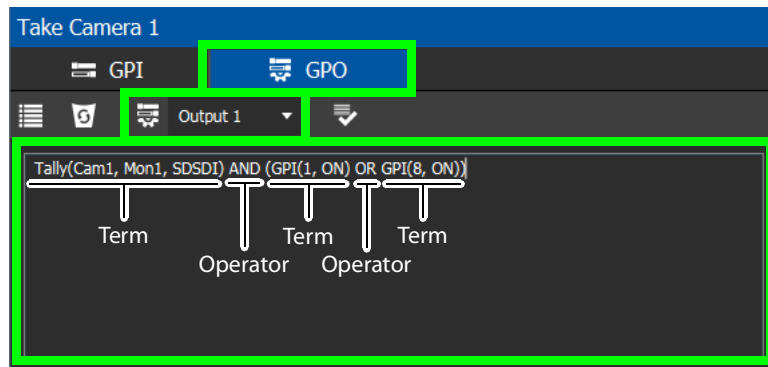 Take Camera 1
GPI
GPO
Output 1
Tally(Cam1, Mon1, SDSDI) AND (GPI(1, ON) OR GPI(8, ON))
Term
Term
Term
Operator
Operator